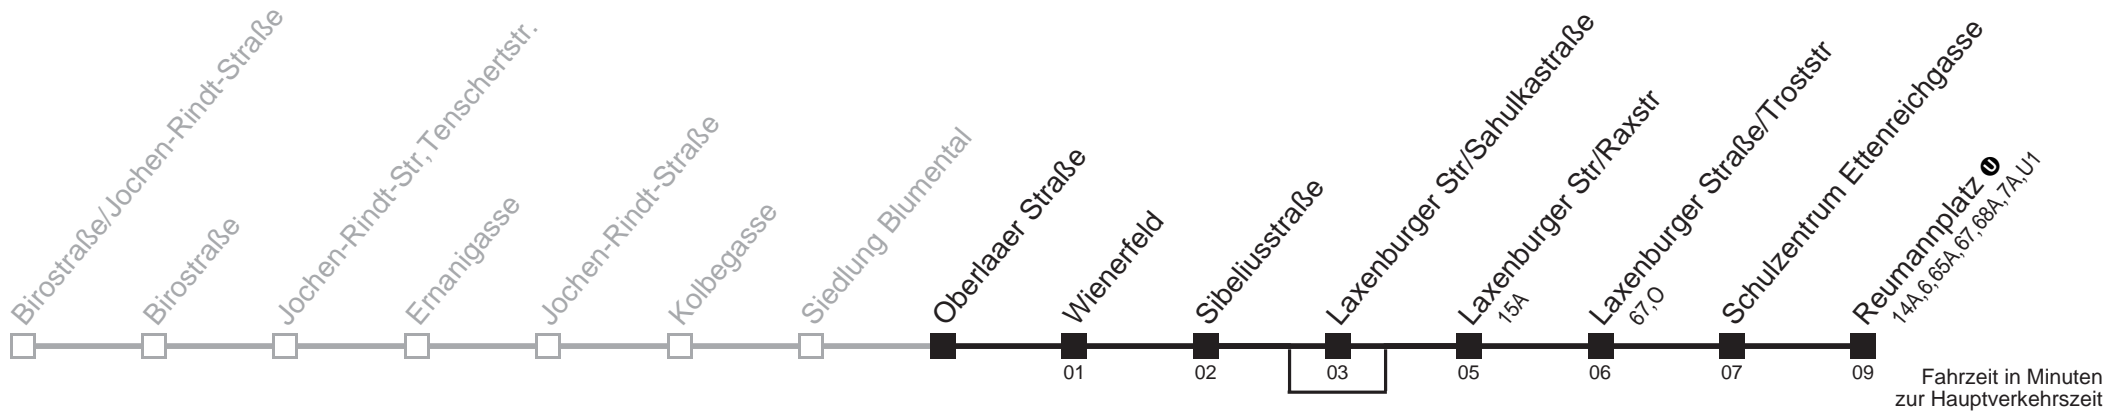 Birostraße/Jochen-Rindt-Straße
Birostraße
Jochen-Rindt-Str,Tenschertstr.
Ernanigasse
Jochen-Rindt-Straße
Kolbegasse
Siedlung Blumental
Oberlaaer Straße
Wienerfeld
Sibeliusstraße
Laxenburger Str/Sahulkastraße
Laxenburger Str/Raxstr
15A
Laxenburger Straße/Troststr
67,O
Schulzentrum Ettenreichgasse
Reumannplatz U
14A,6,65A,67,68A,7A,U1
01
02
03
05
06
07
09
Fahrzeit in Minuten
zur Hauptverkehrszeit